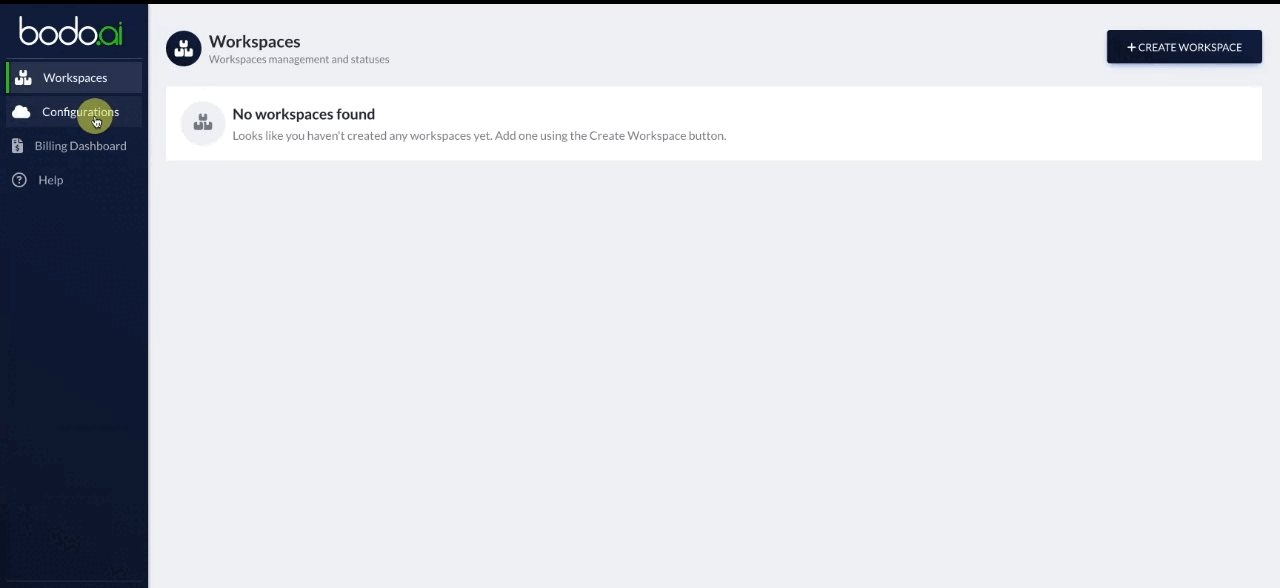 bodo.ai
Workspaces
Configurations
Billing Dashboard
Help
Workspaces
Workspaces management and statuses
+ CREATE WORKSPACE
No workspaces found
Looks like you haven't created any workspaces yet. Add one using the Create Workspace button.